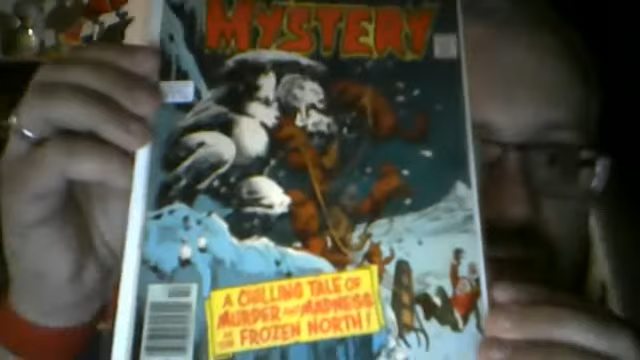 MYSTERY
A CHILLING TALE OF
MURDER AND MADNESS
IN THE FROZEN NORTH!